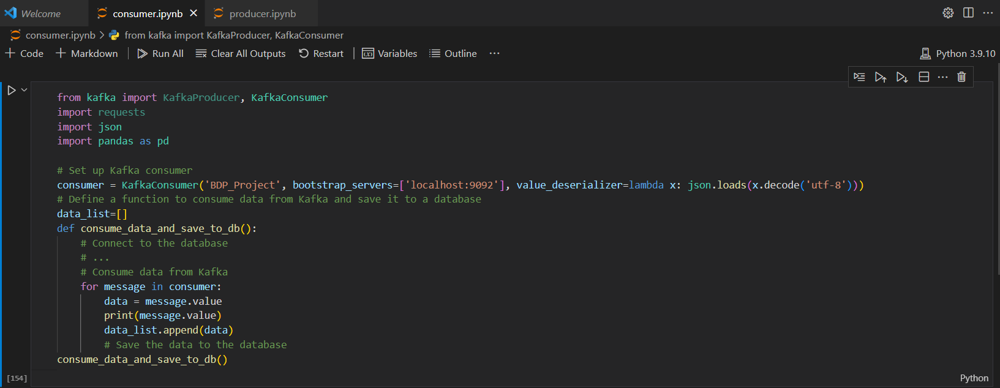 Welcome consumer.ipynb producer.ipynb
consumer.ipynb > from kafka import KafkaProducer, KafkaConsumer
+ Code + Markdown | Run All Clear All Outputs Restart | Variables Outline ... Python 3.9.10
from kafka import KafkaProducer, KafkaConsumer
import requests
import json
import pandas as pd
# Set up Kafka consumer
consumer = KafkaConsumer('BDP_Project', bootstrap_servers=['localhost:9092'], value_deserializer=lambda x: json.loads(x.decode('utf-8')))
# Define a function to consume data from Kafka and save it to a database
data_list=[]
def consume_data_and_save_to_db():
    # Connect to the database
    # ...
    # Consume data from Kafka
    for message in consumer:
        data = message.value
        print(message.value)
        data_list.append(data)
        # Save the data to the database
consume_data_and_save_to_db()
[154] Python